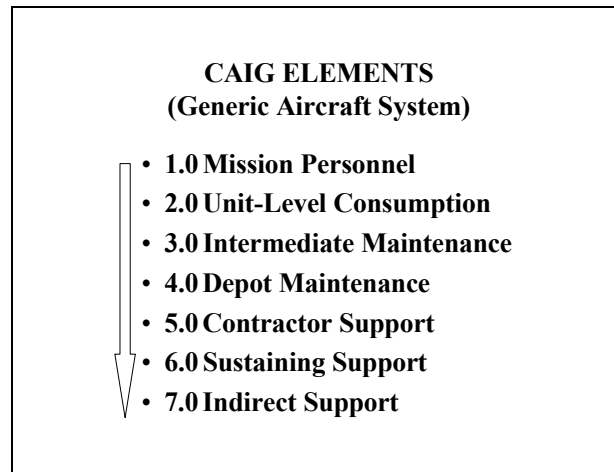 CAIG ELEMENTS
(Generic Aircraft System)
• 1.0 Mission Personnel
• 2.0 Unit-Level Consumption
• 3.0 Intermediate Maintenance
• 4.0 Depot Maintenance
• 5.0 Contractor Support
• 6.0 Sustaining Support
• 7.0 Indirect Support